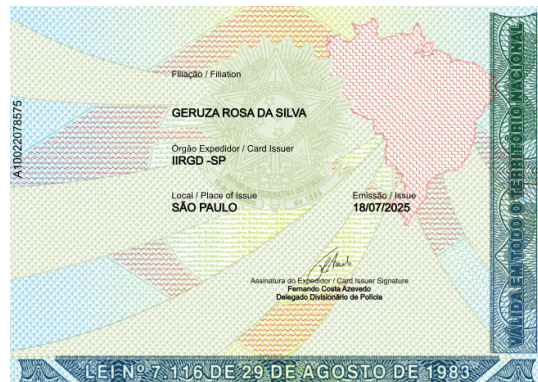 Filiação / Filiation
GERUZA ROSA DA SILVA
Órgão Expedidor / Card Issuer
IIRGD -SP
Local / Place of Issue
SÃO PAULO
Emissão / Issue
18/07/2025
Assinatura do Expedidor / Card Issuer Signature
Fernando Costa Azevedo
Delegado Divisionário de Polícia
A10022078575
VÁLIDA EM TODO O TERRITÓRIO NACIONAL
LEI Nº 7.116 DE 29 DE AGOSTO DE 1983